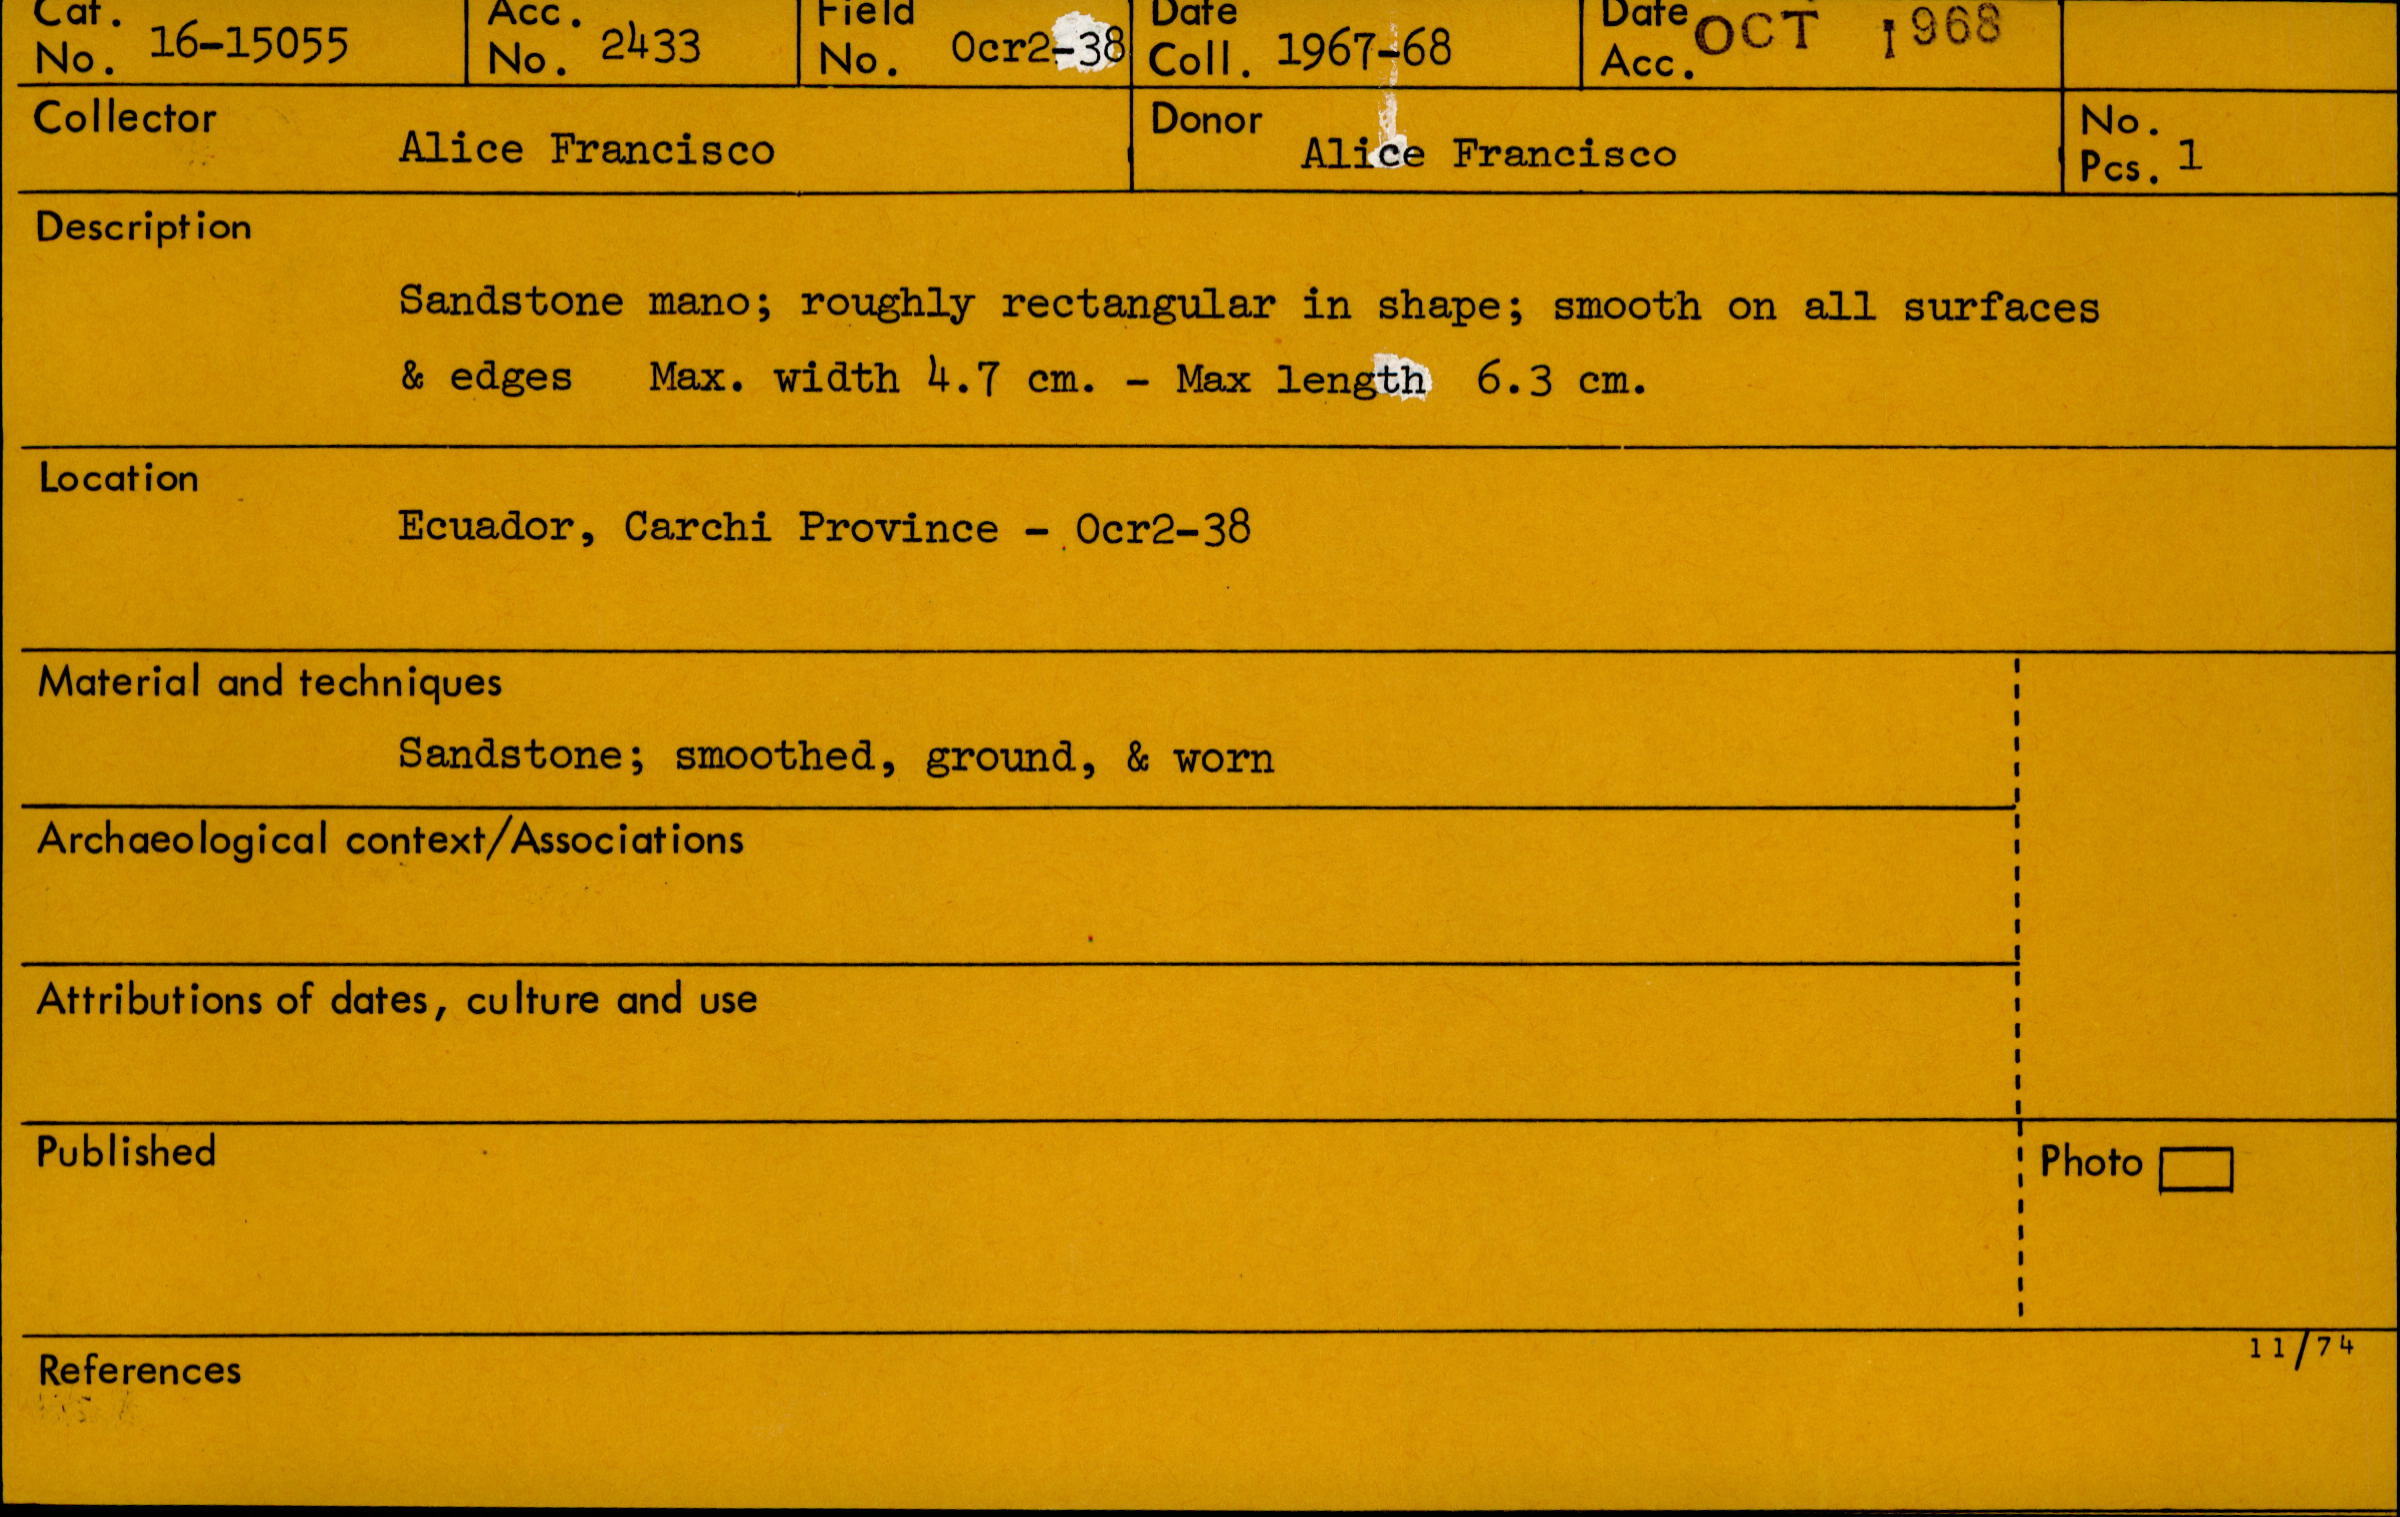 Cat. No. 16-15055 Acc. No. 2433 Field No. Ocr2-38 Date Coll. 1967-68 Date Acc. OCT 1968
Collector Alice Francisco Donor Alice Francisco No. Pcs. 1
Description
Sandstone mano; roughly rectangular in shape; smooth on all surfaces
& edges Max. width 4.7 cm. - Max length 6.3 cm.
Location
Ecuador, Carchi Province - Ocr2-38
Material and techniques
Sandstone; smoothed, ground, & worn
Archaeological context/Associations
Attributions of dates, culture and use
Published
Photo
11/74
References